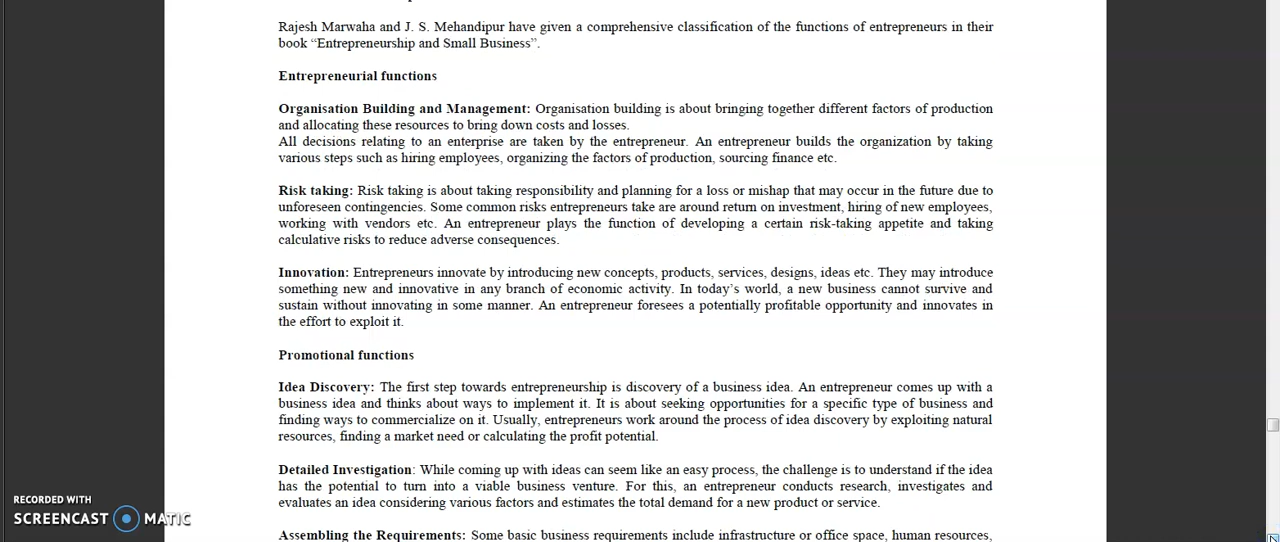 Rajesh Marwaha and J. S. Mehandipur have given a comprehensive classification of the functions of entrepreneurs in their
book “Entrepreneurship and Small Business”.
Entrepreneurial functions
Organisation Building and Management: Organisation building is about bringing together different factors of production
and allocating these resources to bring down costs and losses.
All decisions relating to an enterprise are taken by the entrepreneur. An entrepreneur builds the organization by taking
various steps such as hiring employees, organizing the factors of production, sourcing finance etc.
Risk taking: Risk taking is about taking responsibility and planning for a loss or mishap that may occur in the future due to
unforeseen contingencies. Some common risks entrepreneurs take are around return on investment, hiring of new employees,
working with vendors etc. An entrepreneur plays the function of developing a certain risk-taking appetite and taking
calculative risks to reduce adverse consequences.
Innovation: Entrepreneurs innovate by introducing new concepts, products, services, designs, ideas etc. They may introduce
something new and innovative in any branch of economic activity. In today’s world, a new business cannot survive and
sustain without innovating in some manner. An entrepreneur foresees a potentially profitable opportunity and innovates in
the effort to exploit it.
Promotional functions
Idea Discovery: The first step towards entrepreneurship is discovery of a business idea. An entrepreneur comes up with a
business idea and thinks about ways to implement it. It is about seeking opportunities for a specific type of business and
finding ways to commercialize on it. Usually, entrepreneurs work around the process of idea discovery by exploiting natural
resources, finding a market need or calculating the profit potential.
Detailed Investigation: While coming up with ideas can seem like an easy process, the challenge is to understand if the idea
has the potential to turn into a viable business venture. For this, an entrepreneur conducts research, investigates and
evaluates an idea considering various factors and estimates the total demand for a new product or service.
Assembling the Requirements: Some basic business requirements include infrastructure or office space, human resources,
RECORDED WITH
SCREENCAST MATIC